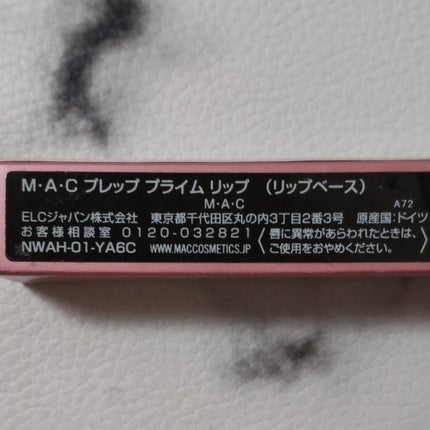 M・A・C プレップ プライム リップ （リップベース）
M・A・C A72
ELCジャパン株式会社 東京都千代田区丸の内3丁目2番3号 原産国：ドイツ
お客様相談室 0120-032821 〈唇に異常があらわれたときは、
NWAH-01-YA6C WWW.MACCOSMETICS.JP ご使用をおやめください。〉